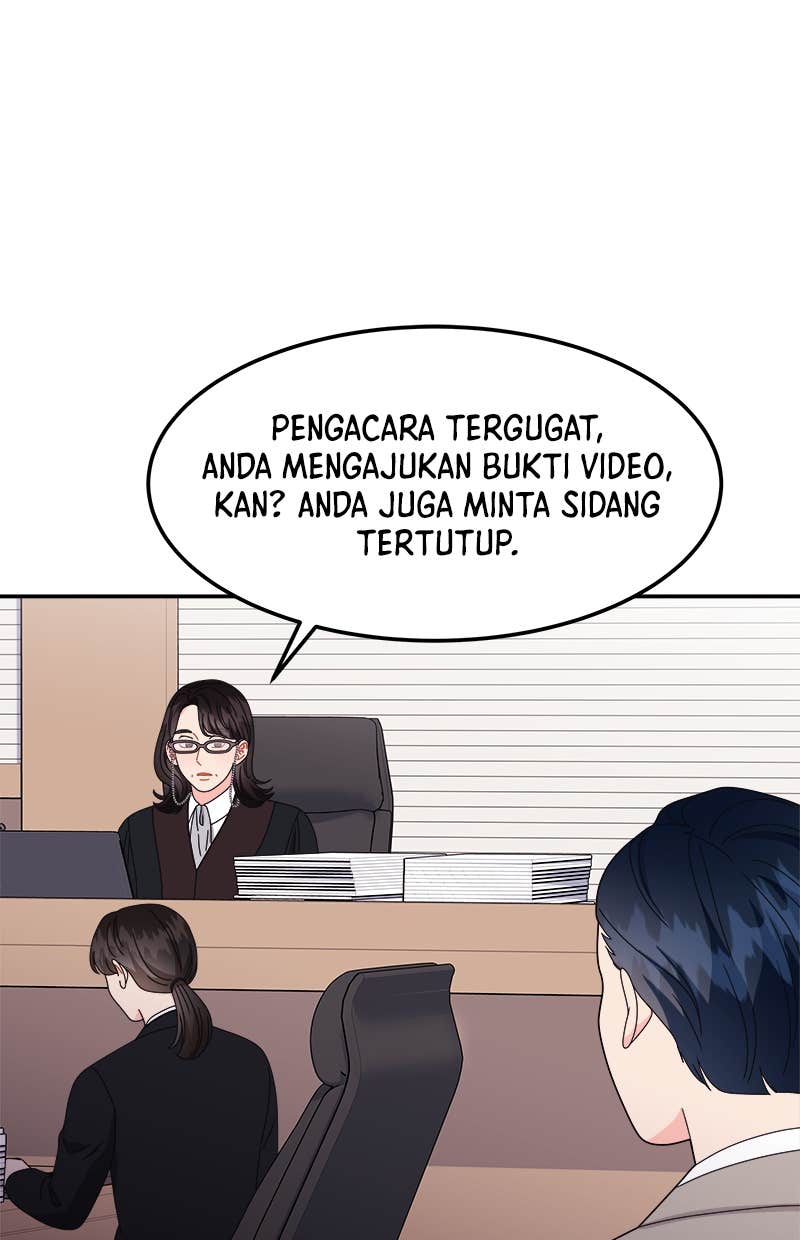 PENGACARA TERGUGAT,
ANDA MENGAJUKAN BUKTI VIDEO,
KAN? ANDA JUGA MINTA SIDANG
TERTUTUP.